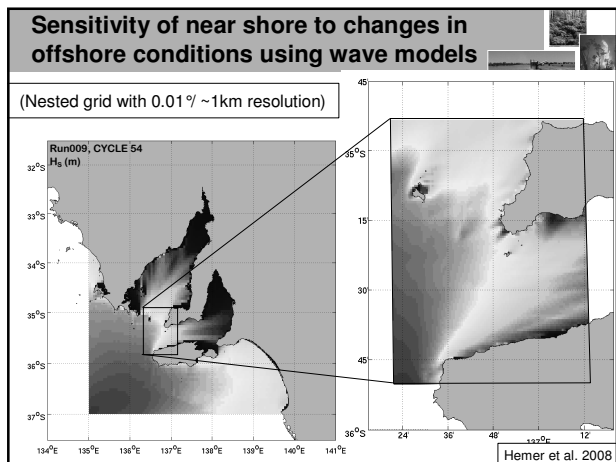 Sensitivity of near shore to changes in
offshore conditions using wave models
(Nested grid with 0.01°/ ~1km resolution)
Run009, CYCLE 54
Hs (m)
32°S
33°S
34°S
35°S
36°S
37°S
134°E
135°E
136°E
137°E
138°E
139°E
140°E
141°E
45'
35°S
15'
30'
45'
36°S
24'
36'
48'
137°E
12'
Hemer et al. 2008